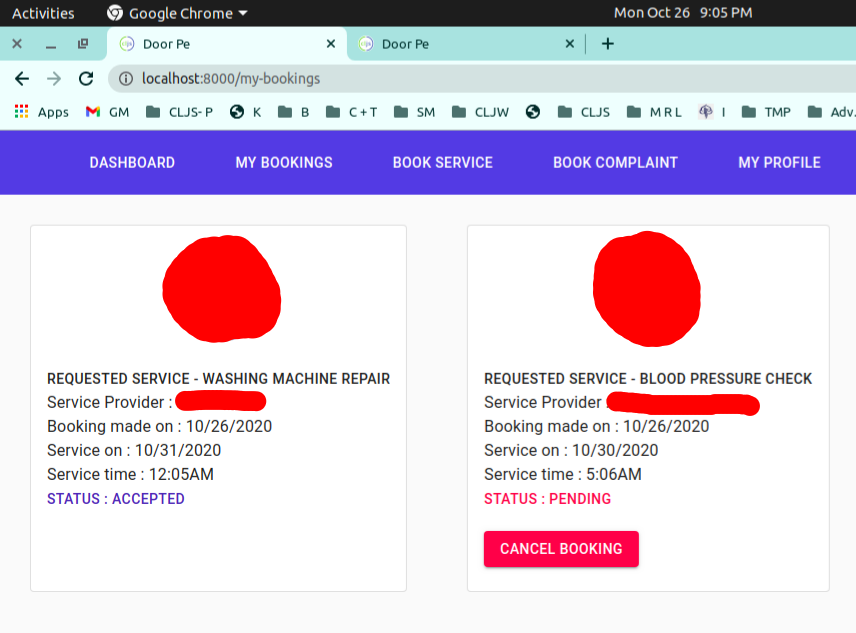 Activities Google Chrome Mon Oct 26 9:05 PM
Door Pe Door Pe
localhost:8000/my-bookings
Apps GM CLJS- P K B C + T SM CLJW CLJS M R L I TMP Adv.
DASHBOARD MY BOOKINGS BOOK SERVICE BOOK COMPLAINT MY PROFILE
REQUESTED SERVICE - WASHING MACHINE REPAIR
Service Provider :
Booking made on : 10/26/2020
Service on : 10/31/2020
Service time : 12:05AM
STATUS : ACCEPTED
REQUESTED SERVICE - BLOOD PRESSURE CHECK
Service Provider
Booking made on : 10/26/2020
Service on : 10/30/2020
Service time : 5:06AM
STATUS : PENDING
CANCEL BOOKING